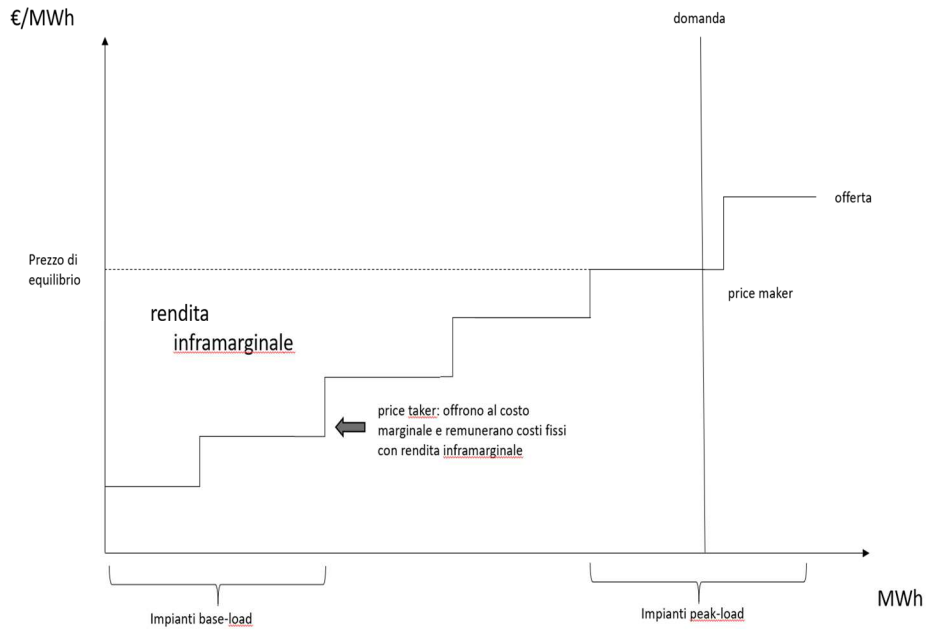 €/MWh
domanda
offerta
Prezzo di
equilibrio
price maker
rendita
inframarginale
price taker: offrono al costo
marginale e remunerano costi fissi
con rendita inframarginale
MWh
Impianti base-load
Impianti peak-load